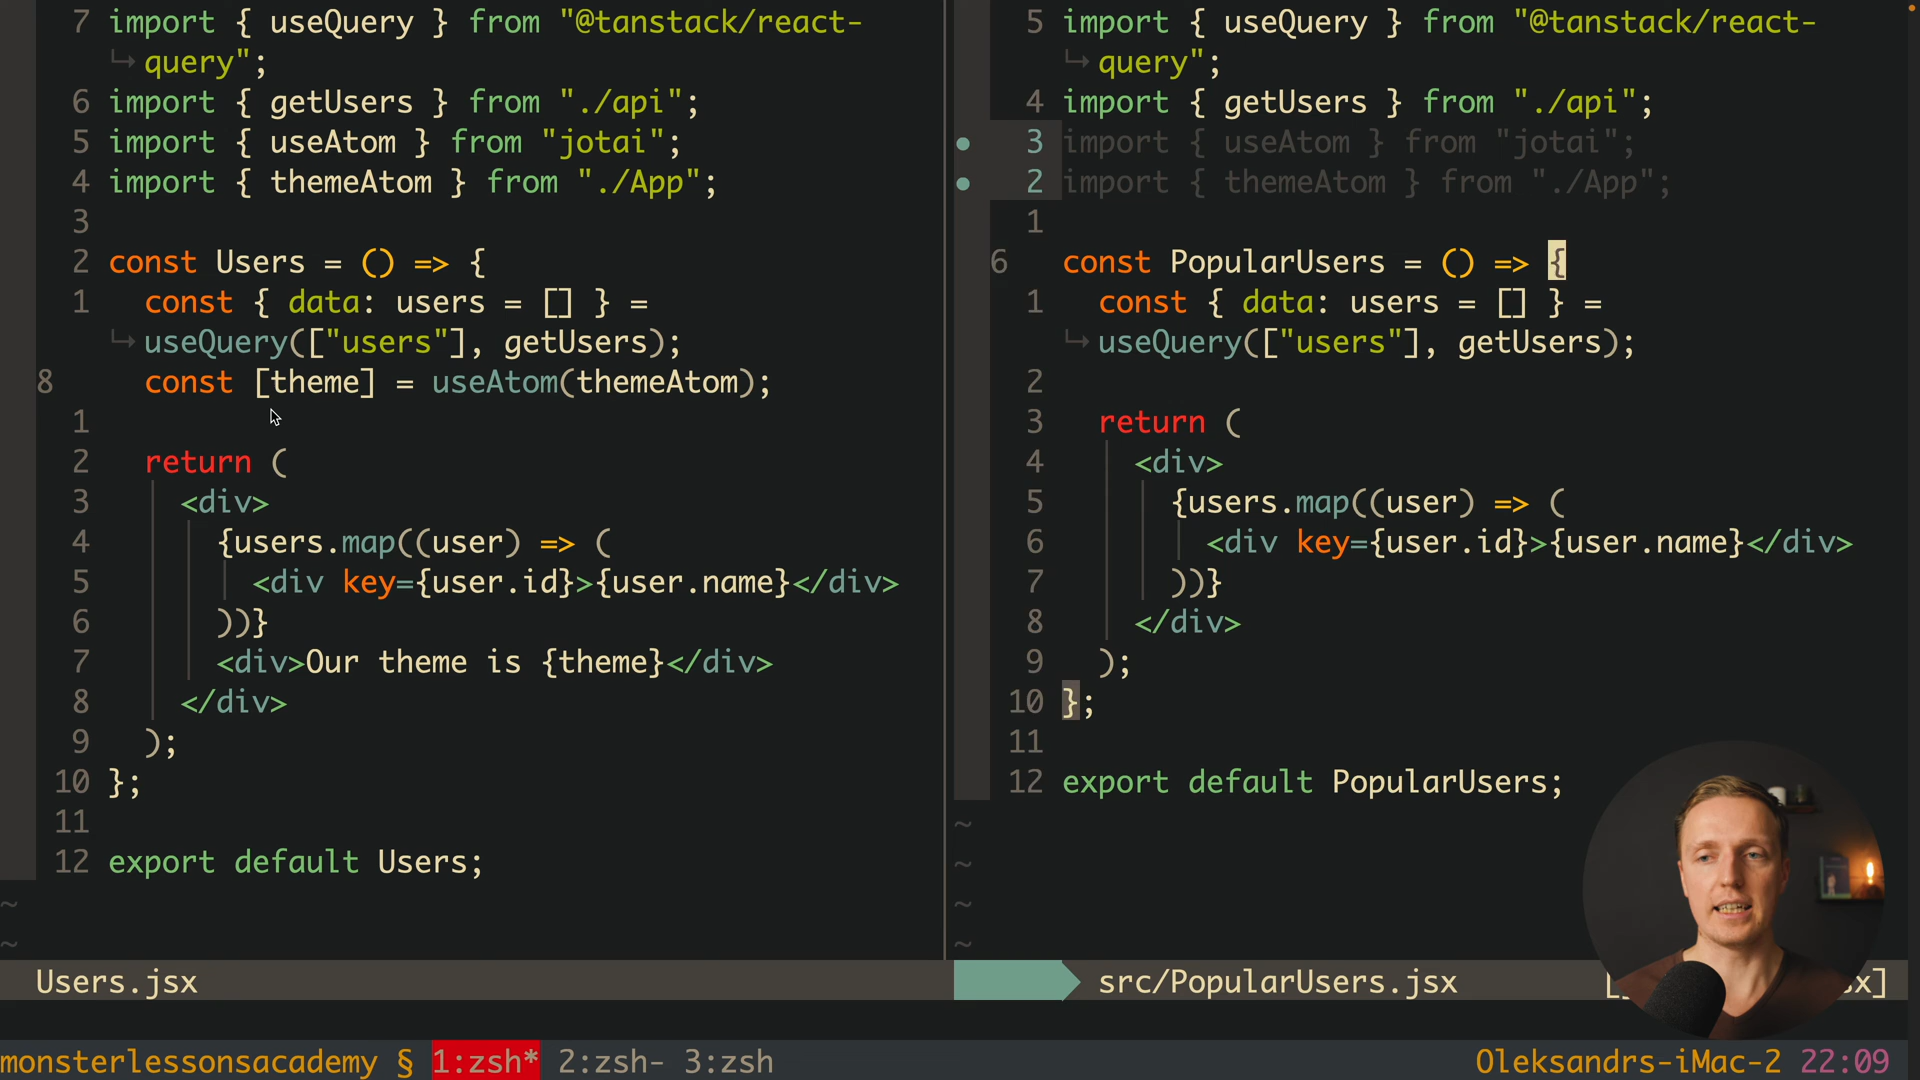 7 import { useQuery } from "@tanstack/react-
↪ query";
6 import { getUsers } from "./api";
5 import { useAtom } from "jotai";
4 import { themeAtom } from "./App";
3
2 const Users = () => {
1 const { data: users = [] } =
↪ useQuery(["users"], getUsers);
8 const [theme] = useAtom(themeAtom);
1
2 return (
3 <div>
4 {users.map((user) => (
5 <div key={user.id}>{user.name}</div>
6 ))}
7 <div>Our theme is {theme}</div>
8 </div>
9 );
10 };
11
12 export default Users;
~
~
Users.jsx
5 import { useQuery } from "@tanstack/react-
↪ query";
4 import { getUsers } from "./api";
3 import { useAtom } from "jotai";
2 import { themeAtom } from "./App";
1
6 const PopularUsers = () => {
1 const { data: users = [] } =
↪ useQuery(["users"], getUsers);
2
3 return (
4 <div>
5 {users.map((user) => (
6 <div key={user.id}>{user.name}</div>
7 ))}
8 </div>
9 );
10 };
11
12 export default PopularUsers;
~
~
~
~
src/PopularUsers.jsx
monsterlessonsacademy § 1:zsh* 2:zsh- 3:zsh Oleksandrs-iMac-2 22:09